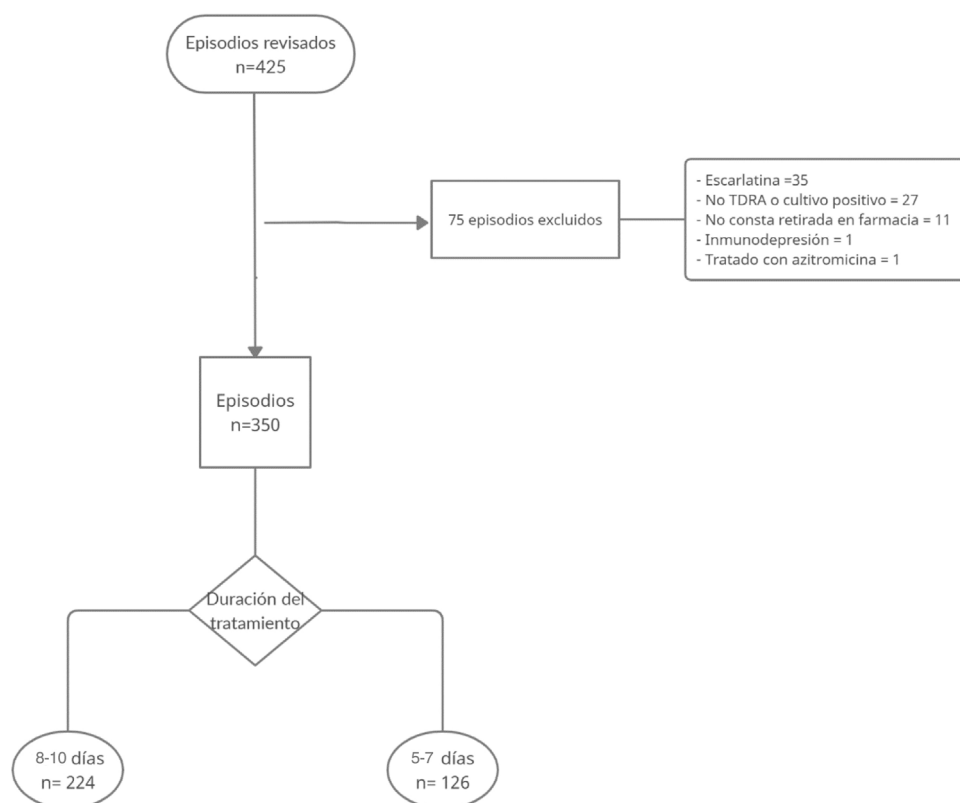 Episodios revisados
n=425
75 episodios excluidos
- Escarlatina =35
- No TDRA o cultivo positivo = 27
- No consta retirada en farmacia = 11
- Inmunodepresión = 1
- Tratado con azitromicina = 1
Episodios
n=350
Duración del
tratamiento
8-10 días
n= 224
5-7 días
n= 126